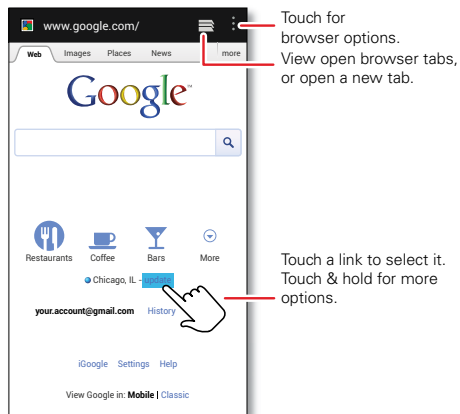 www.google.com/
Touch for
browser options.
View open browser tabs,
or open a new tab.
Web Images Places News more
Google
Restaurants Coffee Bars More
Chicago, IL - update
Touch a link to select it.
Touch & hold for more
options.
your.account@gmail.com History
iGoogle Settings Help
View Google in: Mobile | Classic